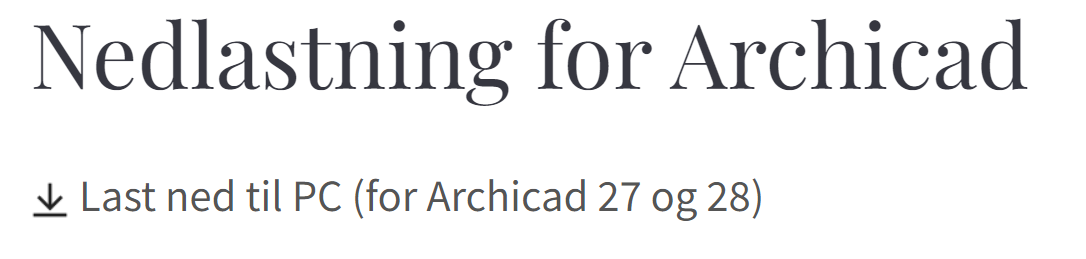 Nedlastning for Archicad
Last ned til PC (for Archicad 27 og 28)